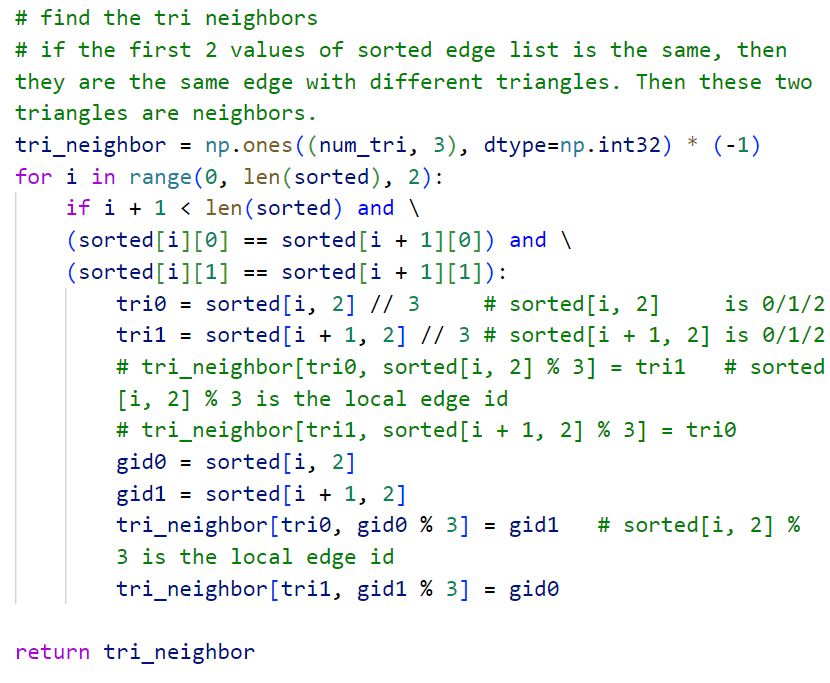 # find the tri neighbors
# if the first 2 values of sorted edge list is the same, then
they are the same edge with different triangles. Then these two
triangles are neighbors.
tri_neighbor = np.ones((num_tri, 3), dtype=np.int32) * (-1)
for i in range(0, len(sorted), 2):
    if i + 1 < len(sorted) and \
    (sorted[i][0] == sorted[i + 1][0]) and \
    (sorted[i][1] == sorted[i + 1][1]):
        tri0 = sorted[i, 2] // 3     # sorted[i, 2]     is 0/1/2
        tri1 = sorted[i + 1, 2] // 3 # sorted[i + 1, 2] is 0/1/2
        # tri_neighbor[tri0, sorted[i, 2] % 3] = tri1   # sorted
        [i, 2] % 3 is the local edge id
        # tri_neighbor[tri1, sorted[i + 1, 2] % 3] = tri0
        gid0 = sorted[i, 2]
        gid1 = sorted[i + 1, 2]
        tri_neighbor[tri0, gid0 % 3] = gid1   # sorted[i, 2] %
        3 is the local edge id
        tri_neighbor[tri1, gid1 % 3] = gid0
return tri_neighbor